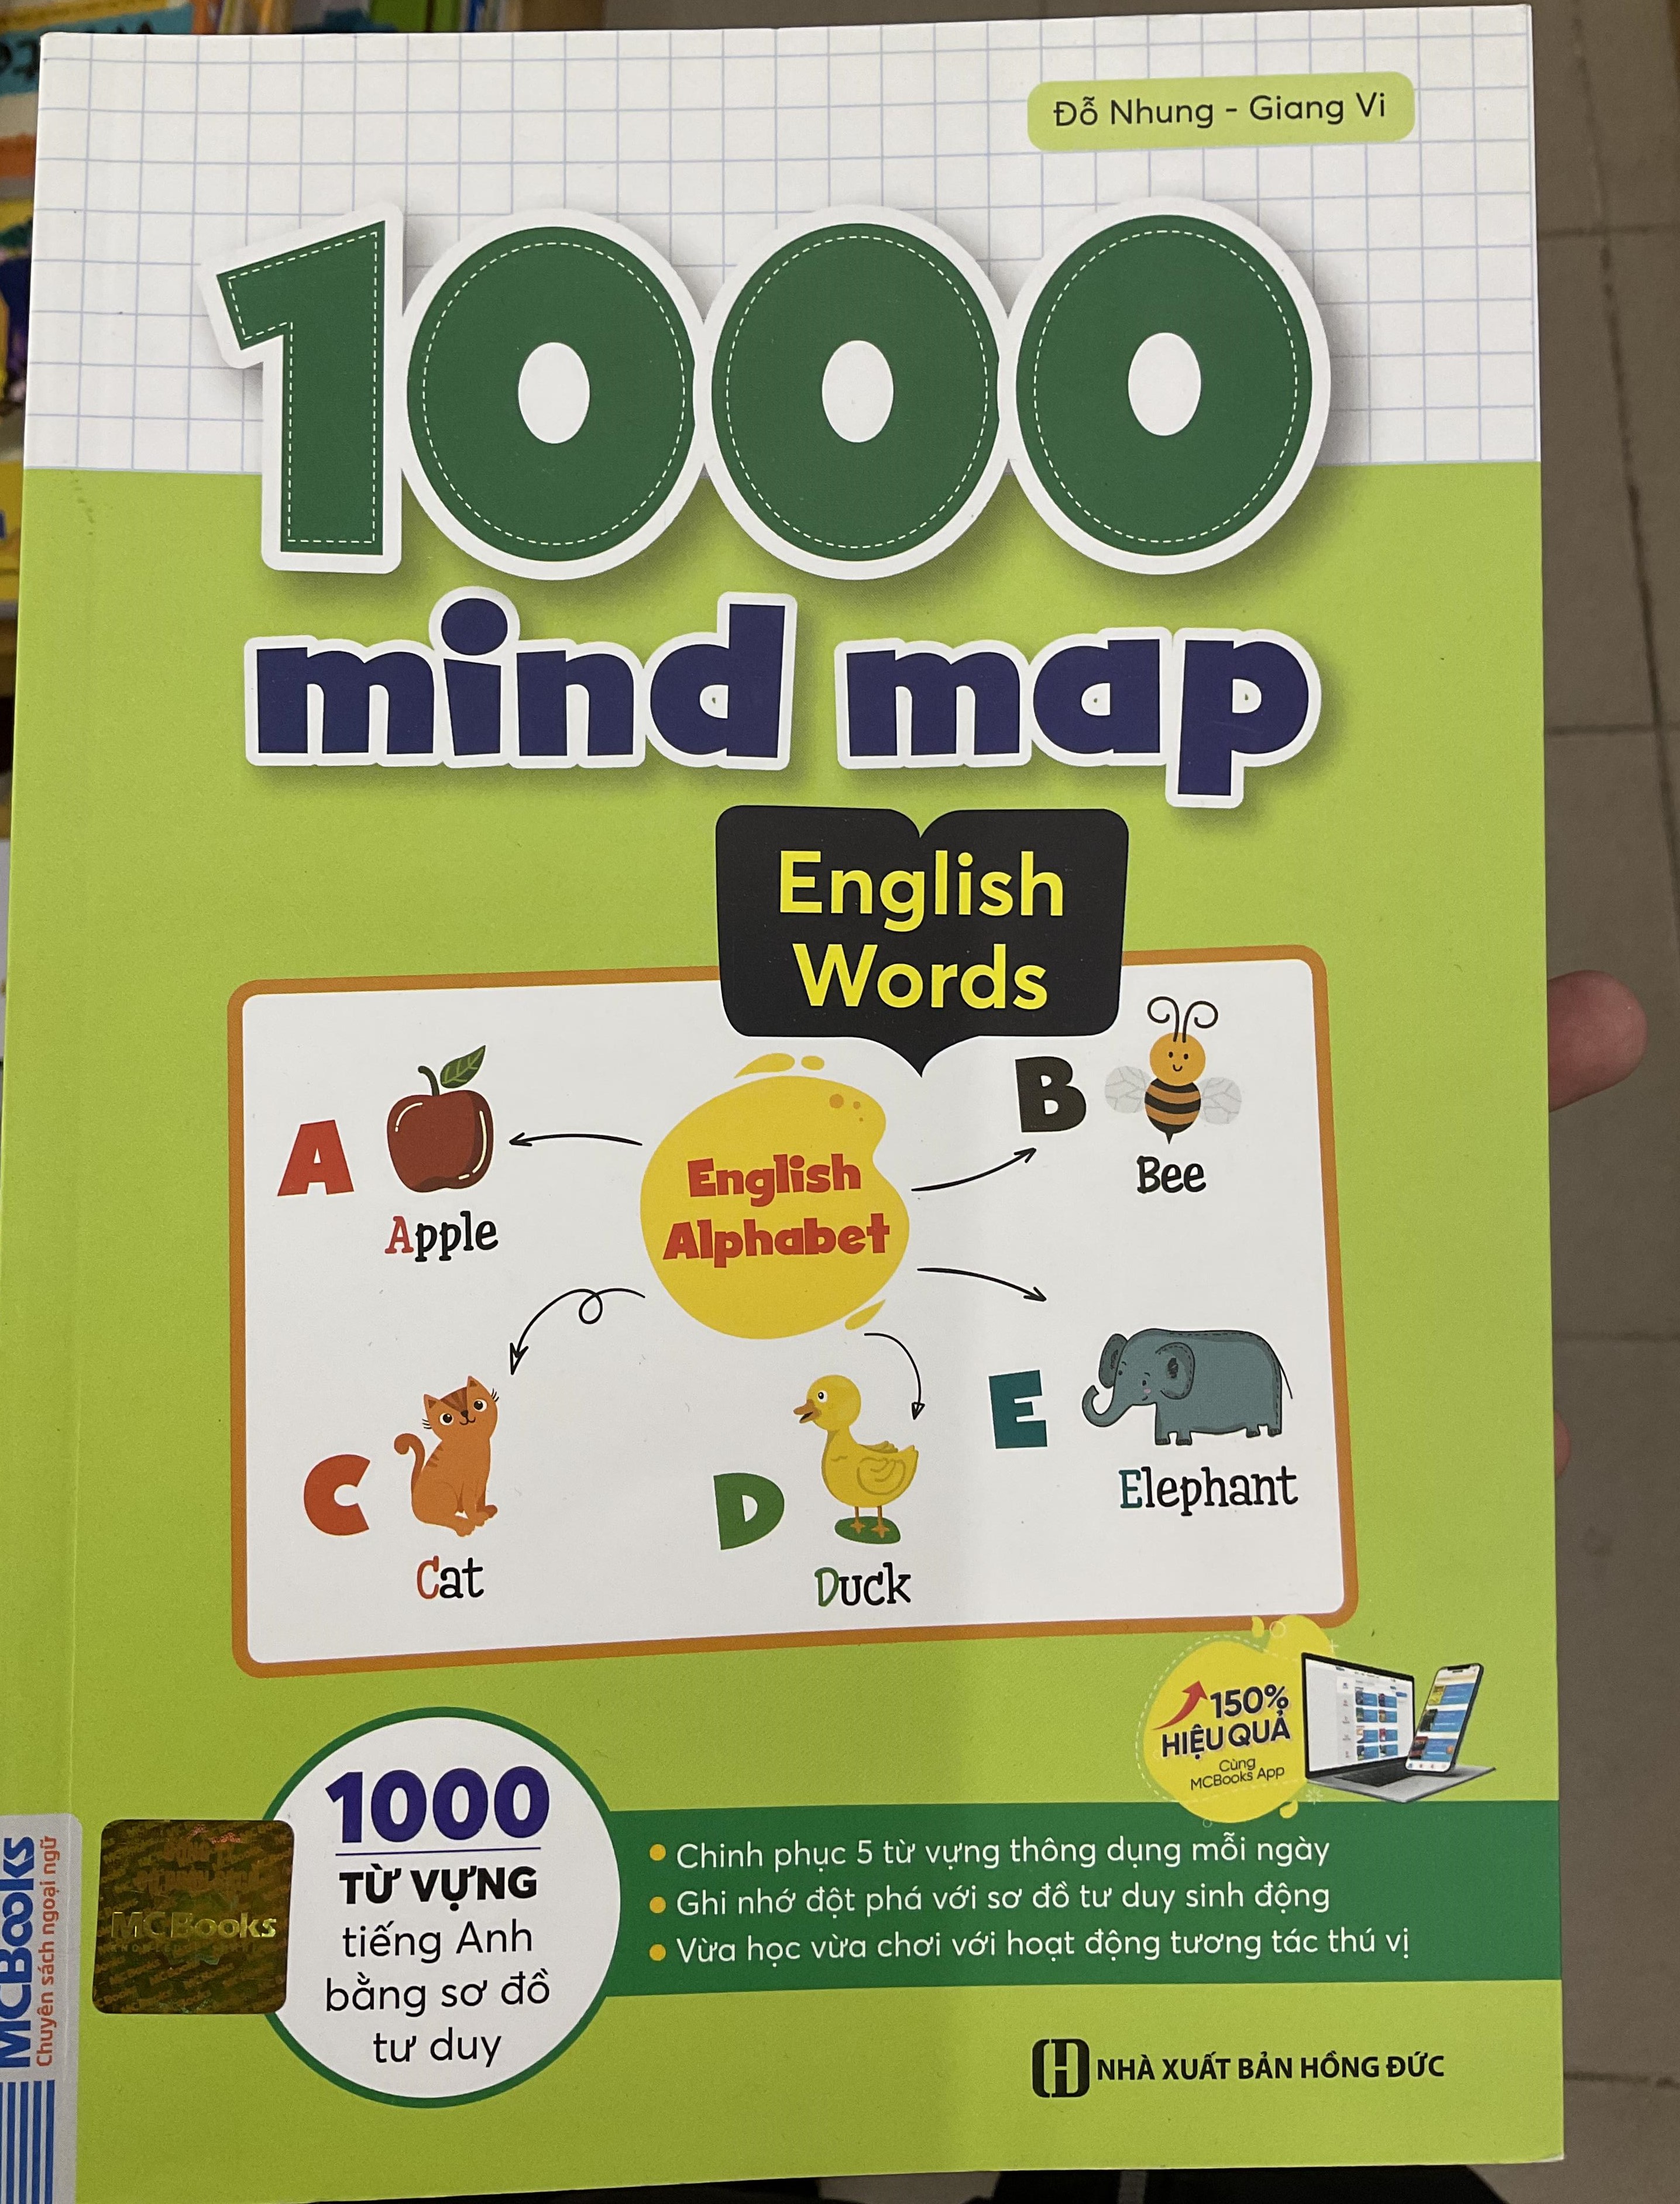 Đỗ Nhung - Giang Vi
1000
mind map
English
Words
A
Apple
English
Alphabet
B
Bee
C
Cat
D
Duck
E
Elephant
150%
HIỆU QUẢ
Cùng
MCBooks App
1000
TỪ VỰNG
tiếng Anh
bằng sơ đồ
tư duy
• Chinh phục 5 từ vựng thông dụng mỗi ngày
• Ghi nhớ đột phá với sơ đồ tư duy sinh động
• Vừa học vừa chơi với hoạt động tương tác thú vị
MCBooks
MCBooks
Chuyên sách ngoại ngữ
NHÀ XUẤT BẢN HỒNG ĐỨC